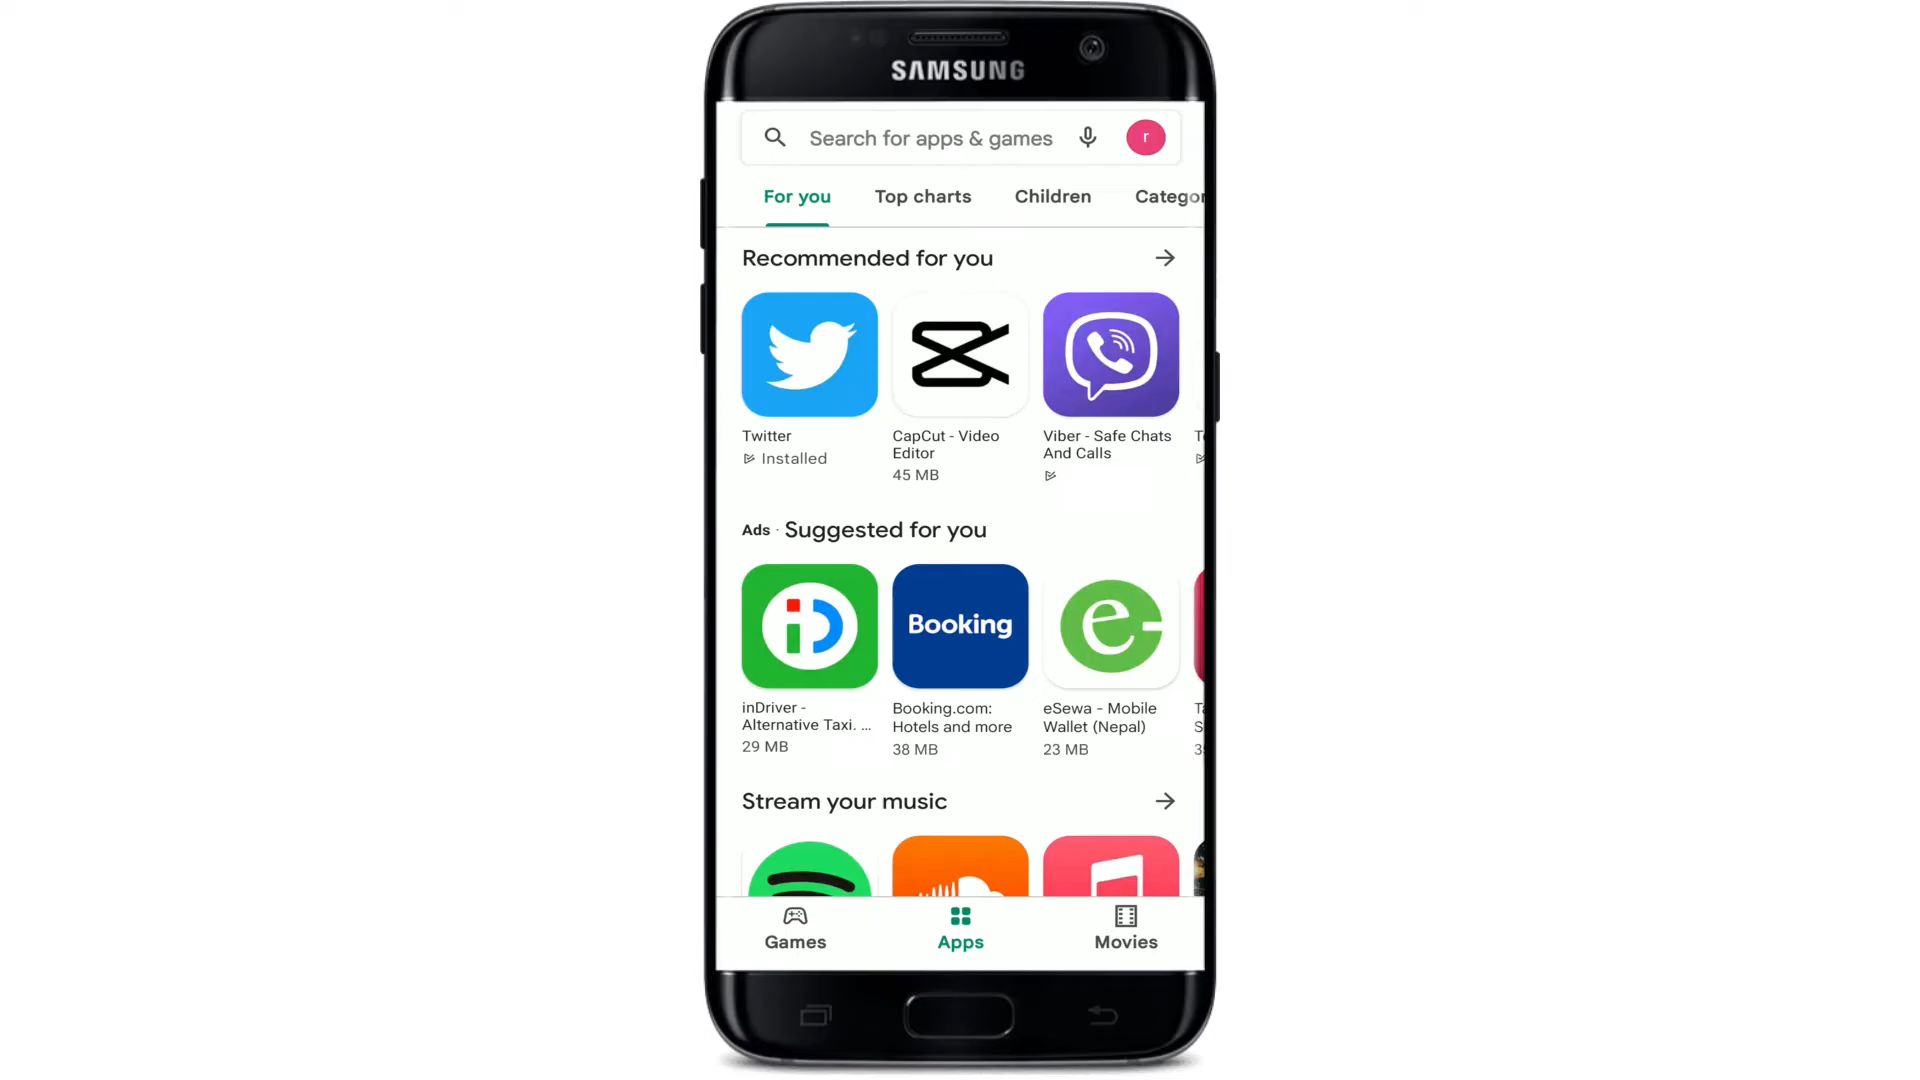 SAMSUNG
Search for apps & games
r
For you
Top charts
Children
Categor
Recommended for you
Twitter
Installed
CapCut - Video
Editor
45 MB
Viber - Safe Chats
And Calls
Ads · Suggested for you
Booking
inDriver -
Alternative Taxi. ...
29 MB
Booking.com:
Hotels and more
38 MB
eSewa - Mobile
Wallet (Nepal)
23 MB
Stream your music
Games
Apps
Movies